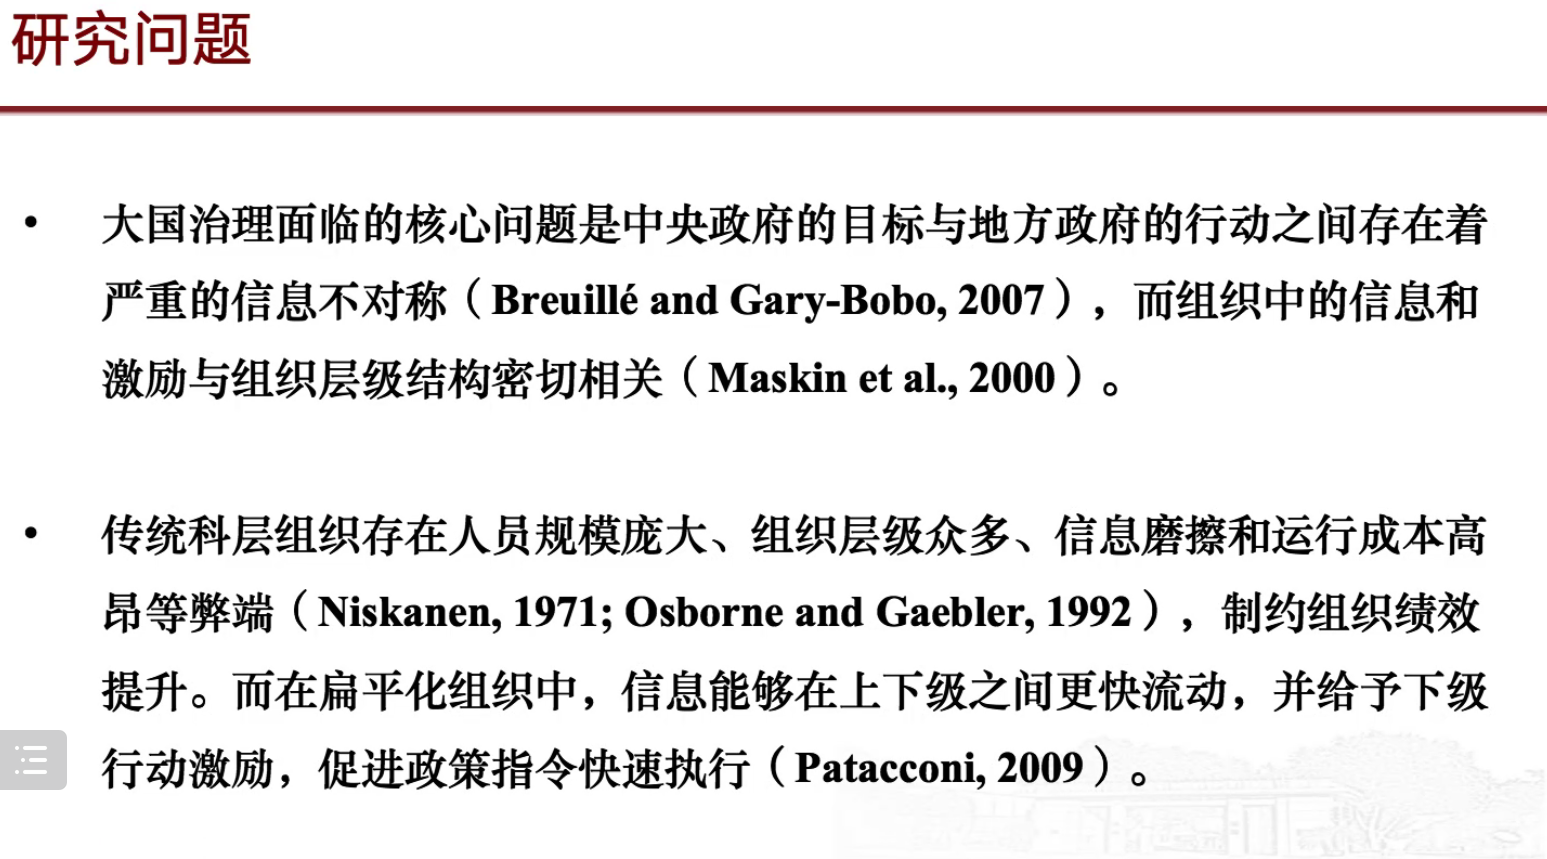 研究问题
• 大国治理面临的核心问题是中央政府的目标与地方政府的行动之间存在着
严重的信息不对称（Breuillé and Gary-Bobo, 2007），而组织中的信息和
激励与组织层级结构密切相关（Maskin et al., 2000）。
• 传统科层组织存在人员规模庞大、组织层级众多、信息磨擦和运行成本高
昂等弊端（Niskanen, 1971; Osborne and Gaebler, 1992），制约组织绩效
提升。而在扁平化组织中，信息能够在上下级之间更快流动，并给予下级
行动激励，促进政策指令快速执行（Patacconi, 2009）。